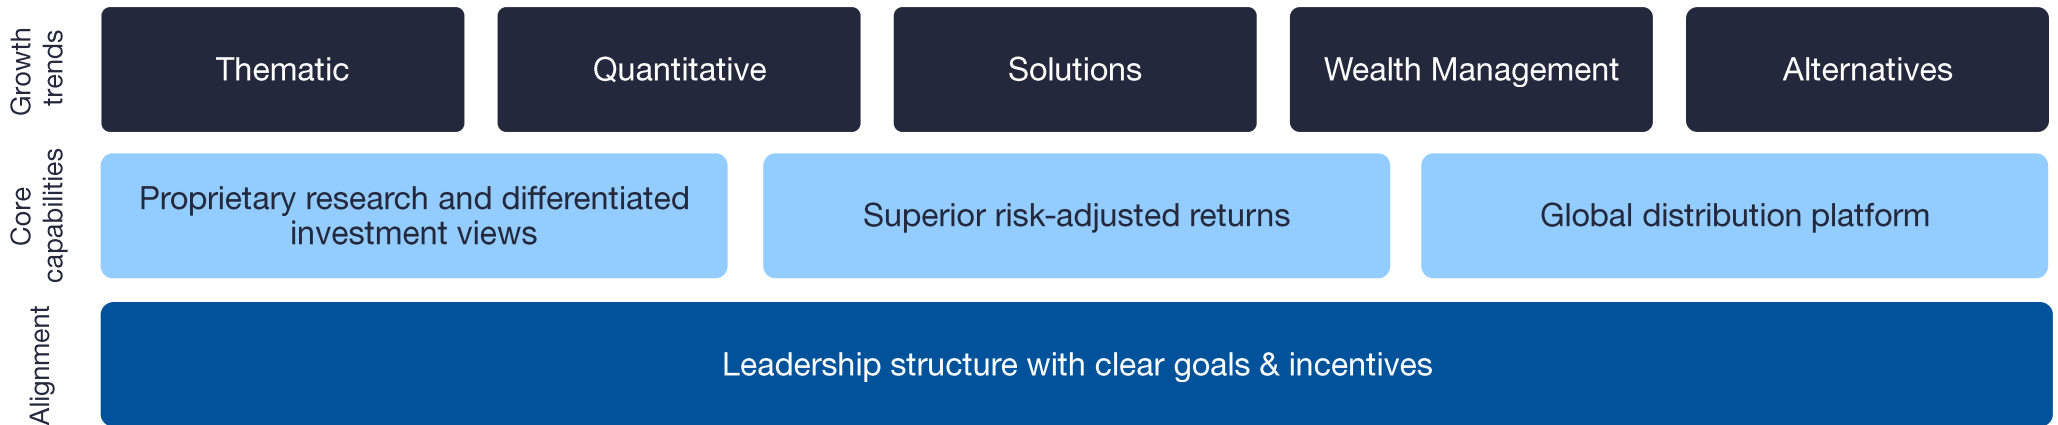 Growth
trends
Thematic
Quantitative
Solutions
Wealth Management
Alternatives
Core
capabilities
Proprietary research and differentiated
investment views
Superior risk-adjusted returns
Global distribution platform
Alignment
Leadership structure with clear goals & incentives